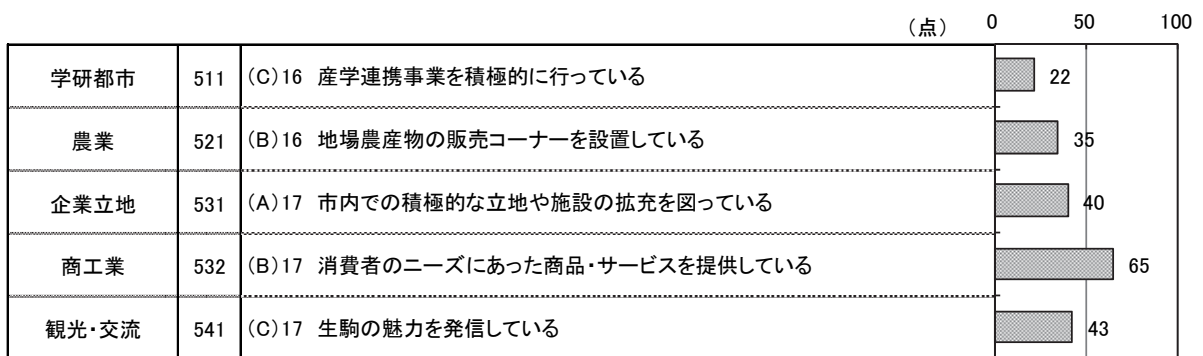 (点) 0 50 100
学研都市 511 (C)16 産学連携事業を積極的に行っている 22
農業 521 (B)16 地場農産物の販売コーナーを設置している 35
企業立地 531 (A)17 市内での積極的な立地や施設の拡充を図っている 40
商工業 532 (B)17 消費者のニーズにあった商品・サービスを提供している 65
観光・交流 541 (C)17 生駒の魅力を発信している 43